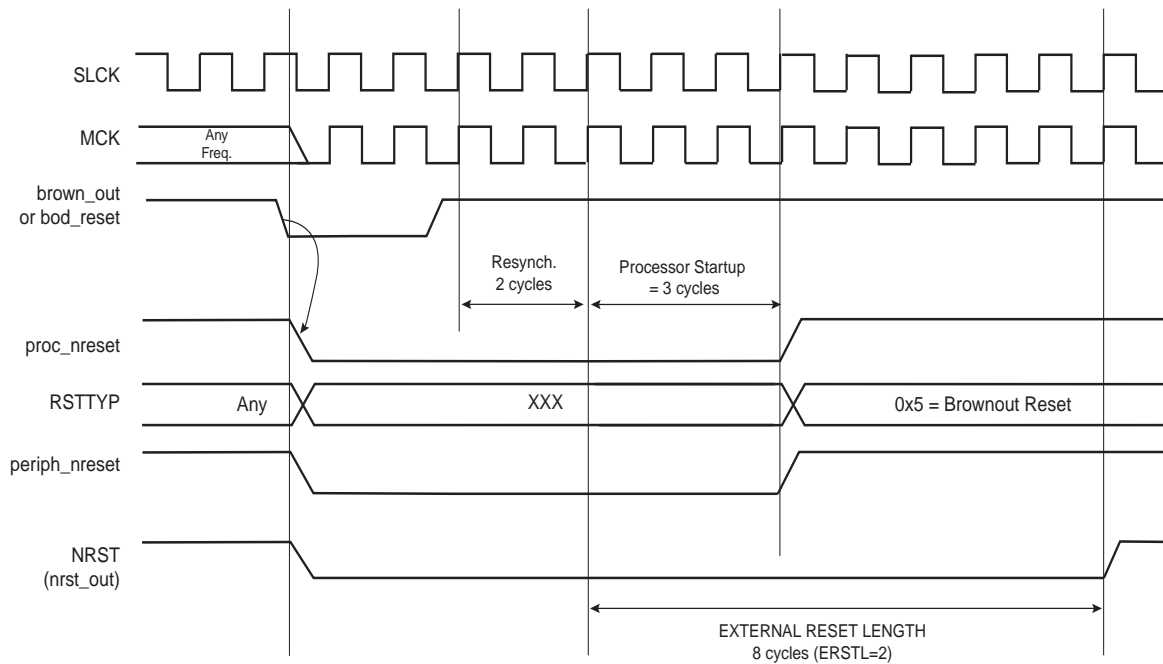 SLCK
MCK
Any
Freq.
brown_out
or bod_reset
Resynch.
2 cycles
Processor Startup
= 3 cycles
proc_nreset
RSTTYP
Any
XXX
0x5 = Brownout Reset
periph_nreset
NRST
(nrst_out)
EXTERNAL RESET LENGTH
8 cycles (ERSTL=2)